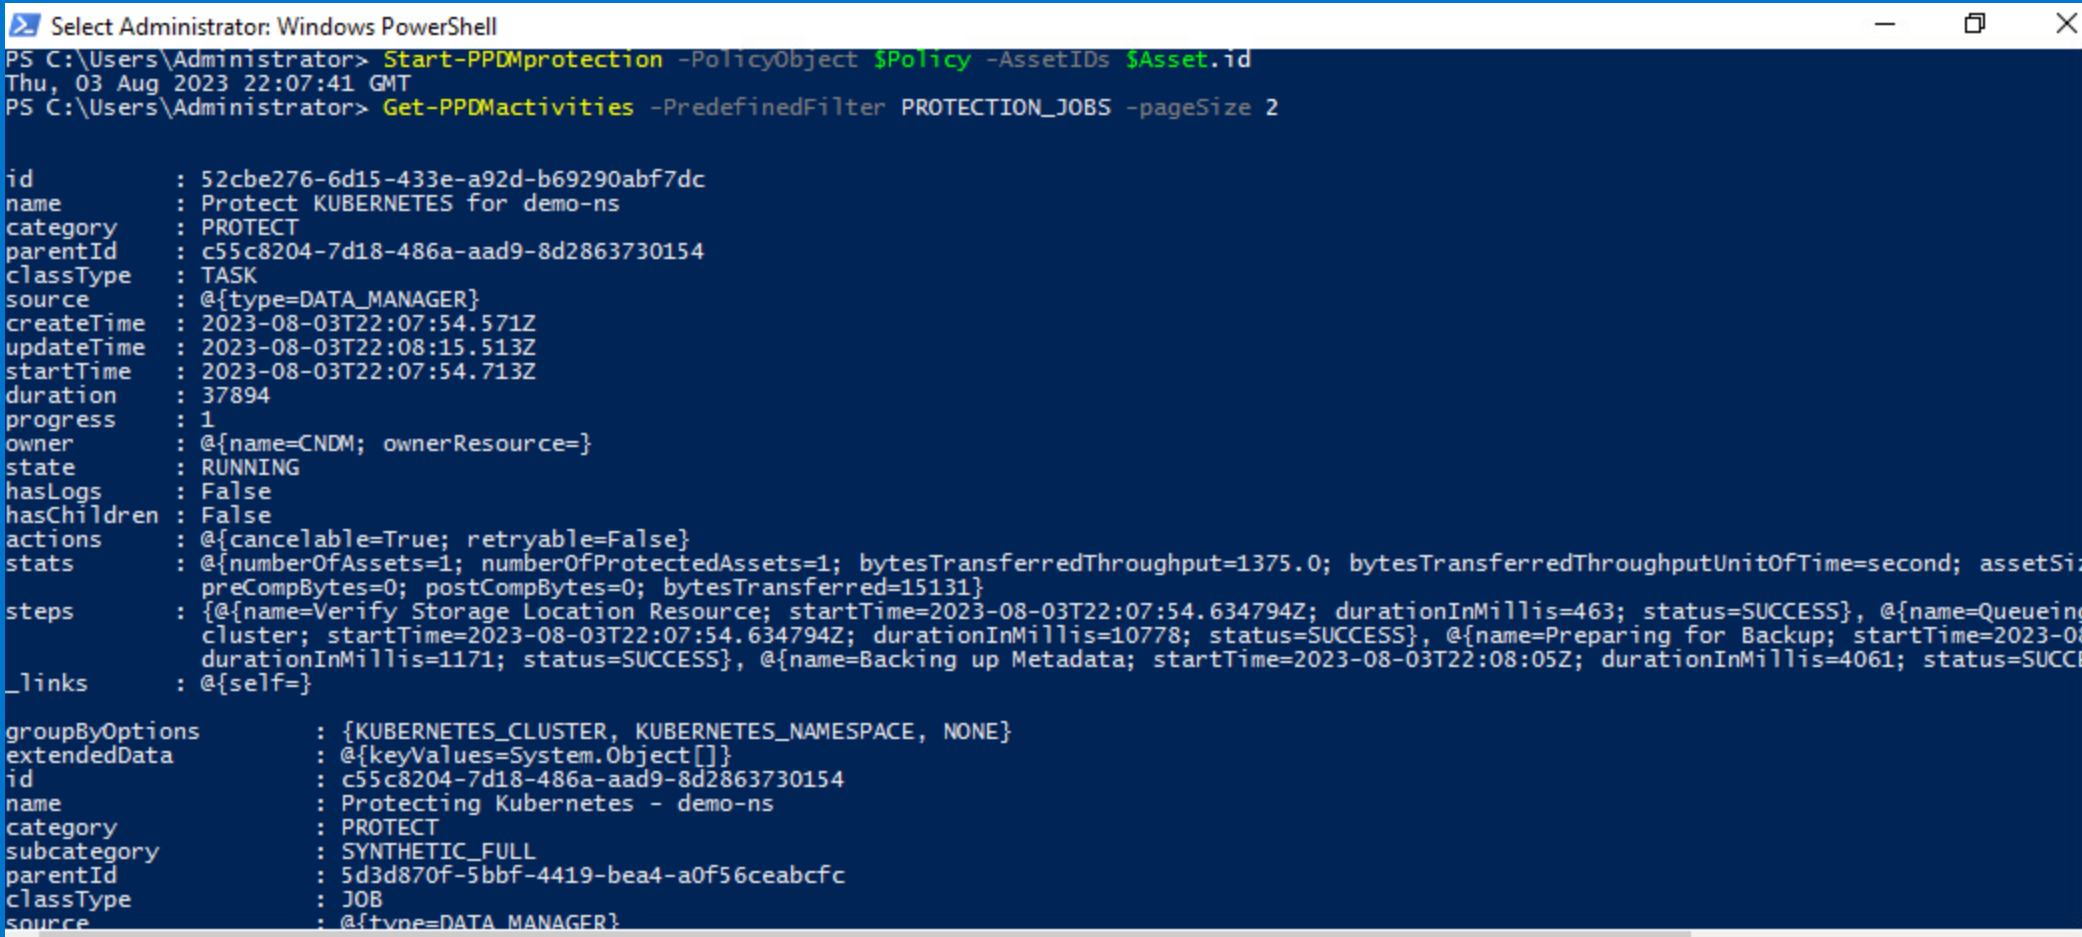 Select Administrator: Windows PowerShell
PS C:\Users\Administrator> Start-PPDMprotection -PolicyObject $Policy -AssetIDs $Asset.id
Thu, 03 Aug 2023 22:07:41 GMT
PS C:\Users\Administrator> Get-PPDMactivities -PredefinedFilter PROTECTION_JOBS -pageSize 2
id : 52cbe276-6d15-433e-a92d-b69290abf7dc
name : Protect KUBERNETES for demo-ns
category : PROTECT
parentId : c55c8204-7d18-486a-aad9-8d2863730154
classType : TASK
source : @{type=DATA_MANAGER}
createTime : 2023-08-03T22:07:54.571Z
updateTime : 2023-08-03T22:08:15.513Z
startTime : 2023-08-03T22:07:54.713Z
duration : 37894
progress : 1
owner : @{name=CNDM; ownerResource=}
state : RUNNING
hasLogs : False
hasChildren : False
actions : @{cancelable=True; retryable=False}
stats : @{numberOfAssets=1; numberOfProtectedAssets=1; bytesTransferredThroughput=1375.0; bytesTransferredThroughputUnitOfTime=second; assetSiz
preCompBytes=0; postCompBytes=0; bytesTransferred=15131}
steps : {@{name=Verify Storage Location Resource; startTime=2023-08-03T22:07:54.634794Z; durationInMillis=463; status=SUCCESS}, @{name=Queueing
cluster; startTime=2023-08-03T22:07:54.634794Z; durationInMillis=10778; status=SUCCESS}, @{name=Preparing for Backup; startTime=2023-08
durationInMillis=1171; status=SUCCESS}, @{name=Backing up Metadata; startTime=2023-08-03T22:08:05Z; durationInMillis=4061; status=SUCCE
_links : @{self=}
groupByOptions : {KUBERNETES_CLUSTER, KUBERNETES_NAMESPACE, NONE}
extendedData : @{keyValues=System.Object[]}
id : c55c8204-7d18-486a-aad9-8d2863730154
name : Protecting Kubernetes - demo-ns
category : PROTECT
subcategory : SYNTHETIC_FULL
parentId : 5d3d870f-5bbf-4419-bea4-a0f56ceabcfc
classType : JOB
source : @{type=DATA_MANAGER}